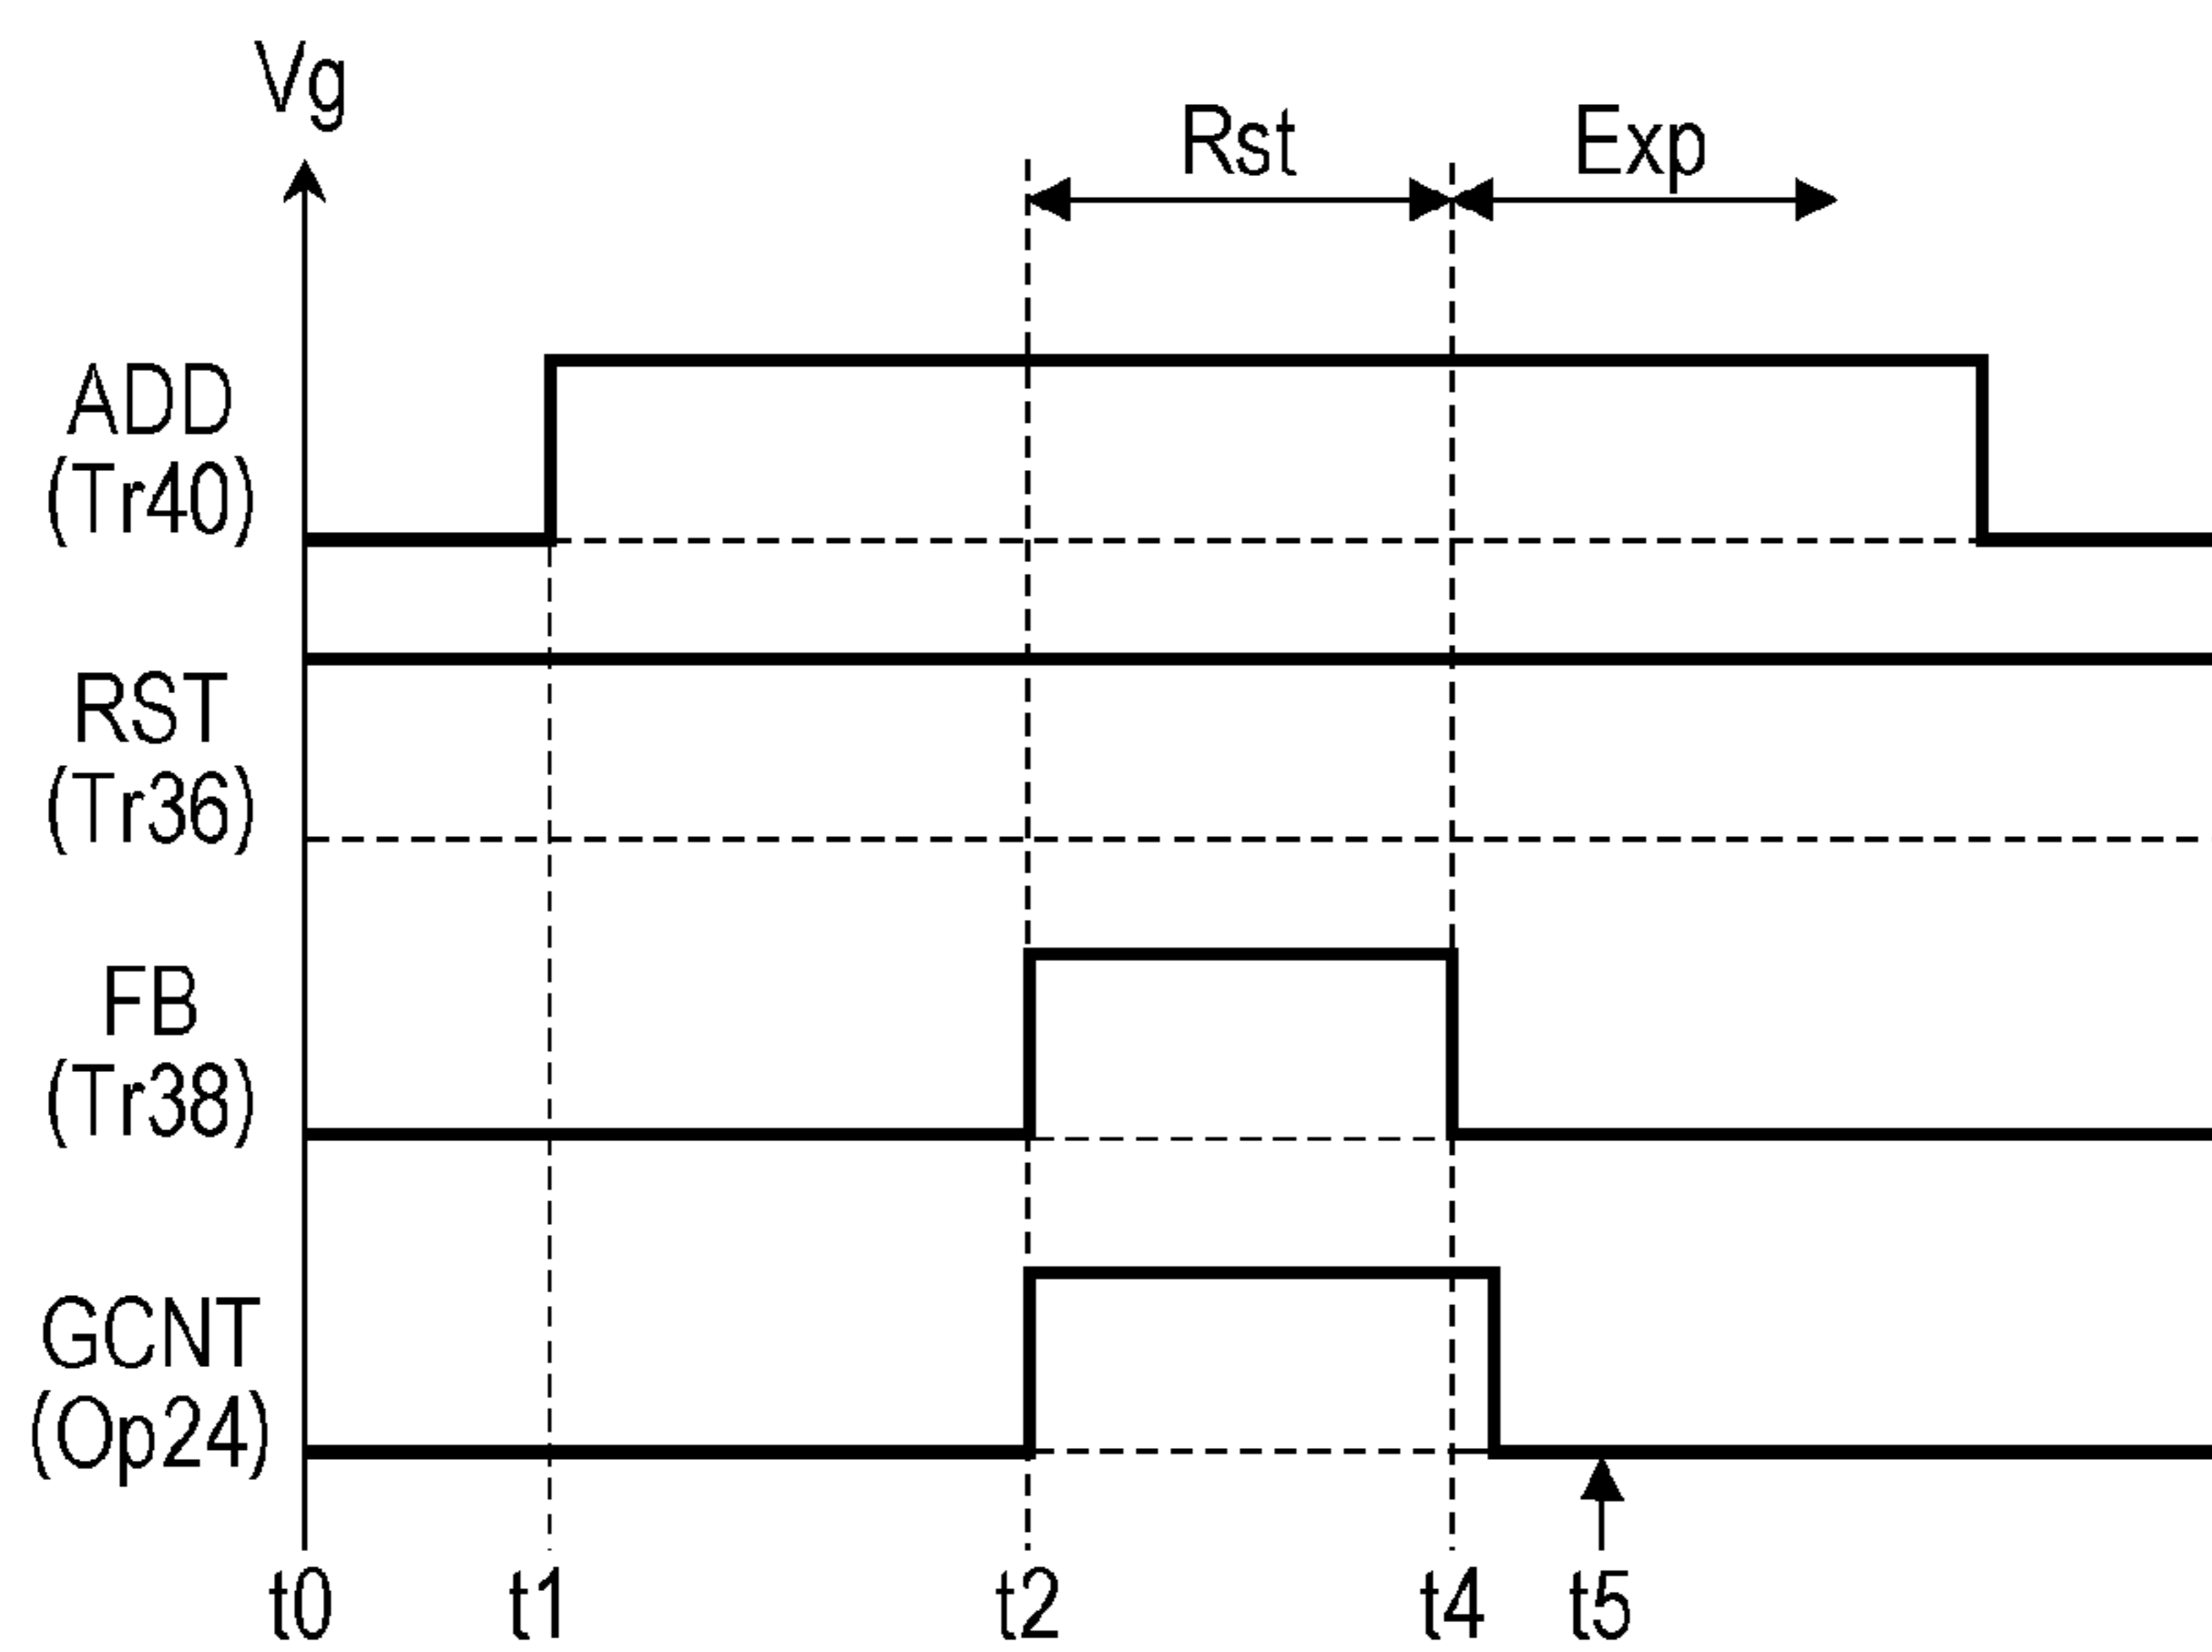 Vg
Rst Exp
ADD
(Tr40)
RST
(Tr36)
FB
(Tr38)
GCNT
(Op24)
t0 t1 t2 t4 t5